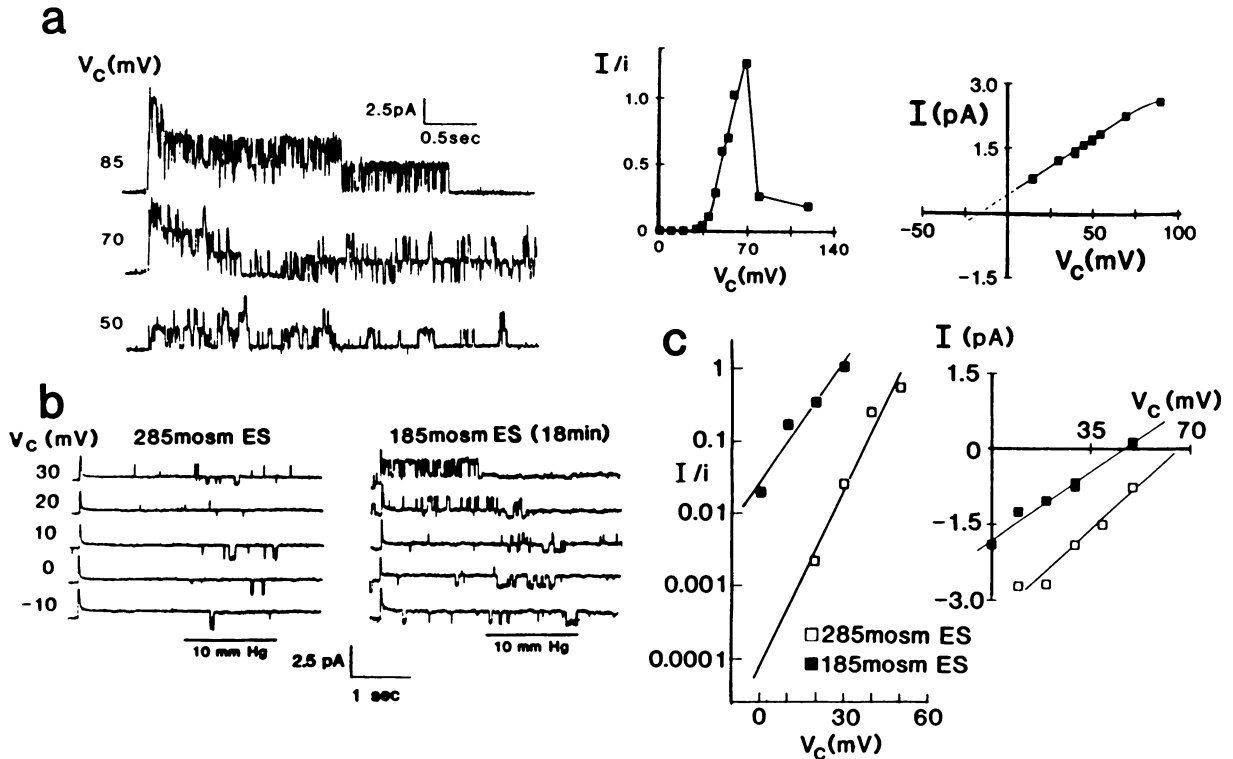 a
V_C (mV)
2.5pA
0.5sec
85
70
50
I/i
1.0
0.5
0
0 70 140
V_C (mV)
I (pA)
3.0
1.5
-50 50 100
-1.5
V_C (mV)
b
V_C (mV) 285mosm ES 185mosm ES (18min)
30
20
10
0
-10
10 mm Hg 10 mm Hg
2.5 pA
1 sec
c
1
0.1
I/i
0.01
0.001
0.0001
0 30 60
V_C (mV)
□285mosm ES
■185mosm ES
I (pA)
1.5
V_C (mV)
35 70
0
-1.5
-3.0